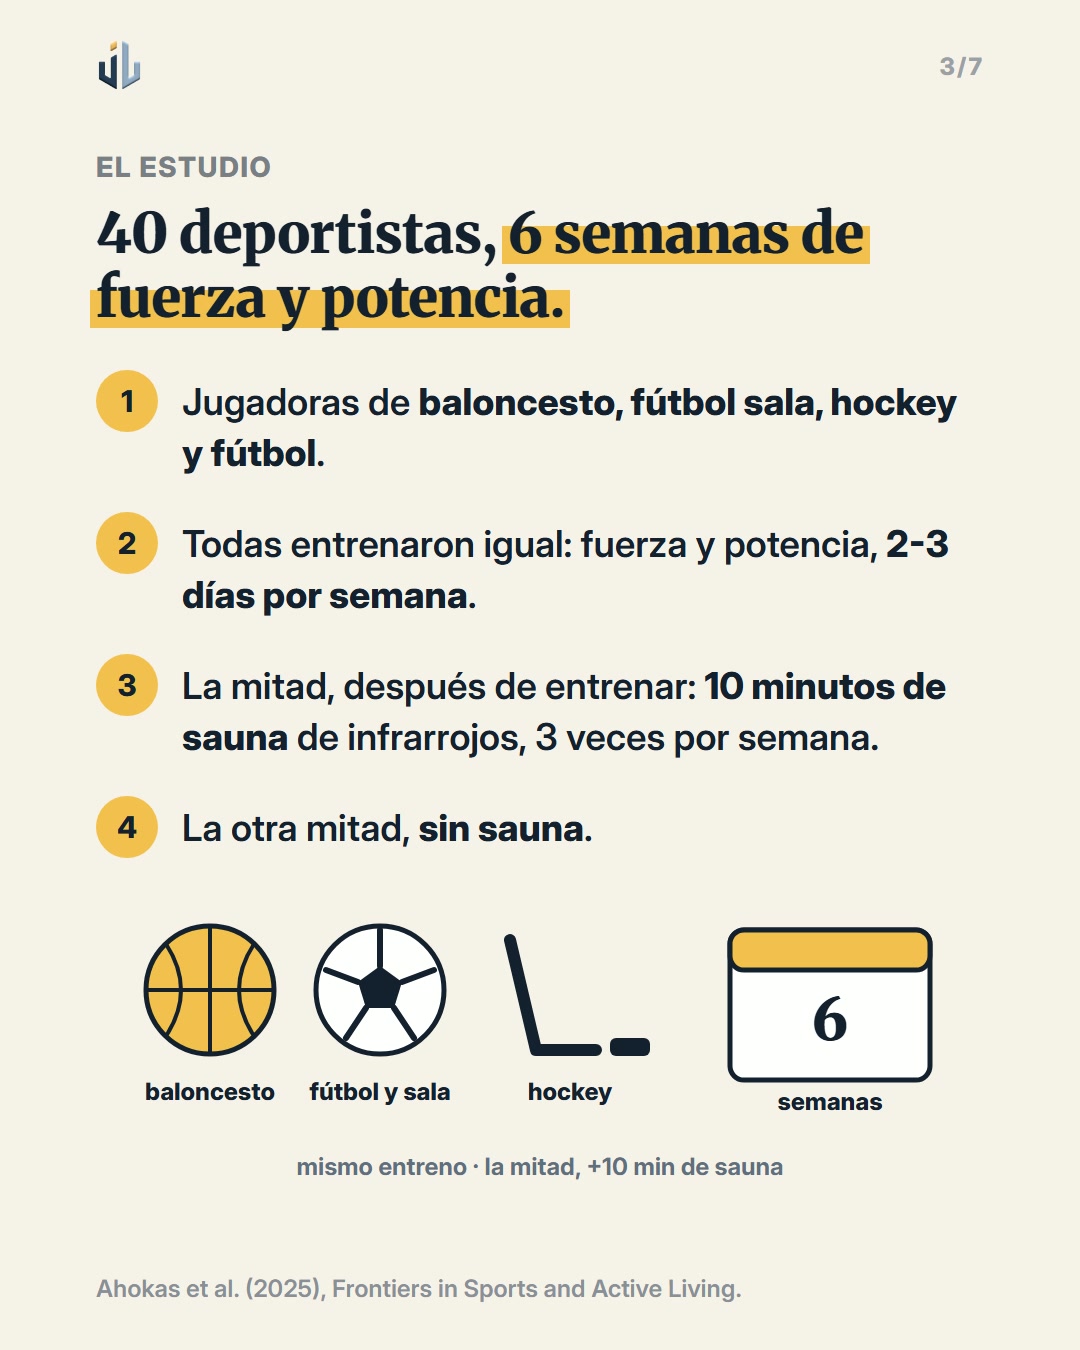 3/7
EL ESTUDIO
40 deportistas, 6 semanas de
fuerza y potencia.
1 Jugadoras de baloncesto, fútbol sala, hockey
y fútbol.
2 Todas entrenaron igual: fuerza y potencia, 2-3
días por semana.
3 La mitad, después de entrenar: 10 minutos de
sauna de infrarrojos, 3 veces por semana.
4 La otra mitad, sin sauna.
6
baloncesto fútbol y sala hockey semanas
mismo entreno · la mitad, +10 min de sauna
Ahokas et al. (2025), Frontiers in Sports and Active Living.